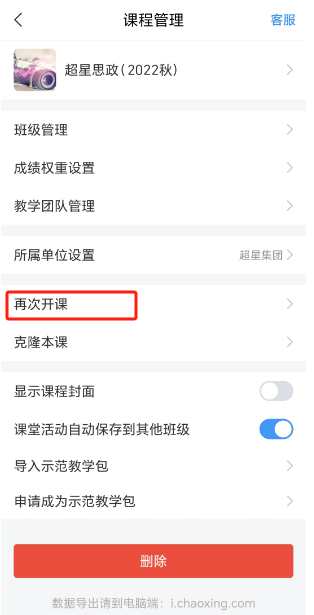 课程管理
客服
超星思政(2022秋)
班级管理
成绩权重设置
教学团队管理
所属单位设置
超星集团
再次开课
克隆本课
显示课程封面
课堂活动自动保存到其他班级
导入示范教学包
申请成为示范教学包
删除
数据导出请到电脑端：i.chaoxing.com